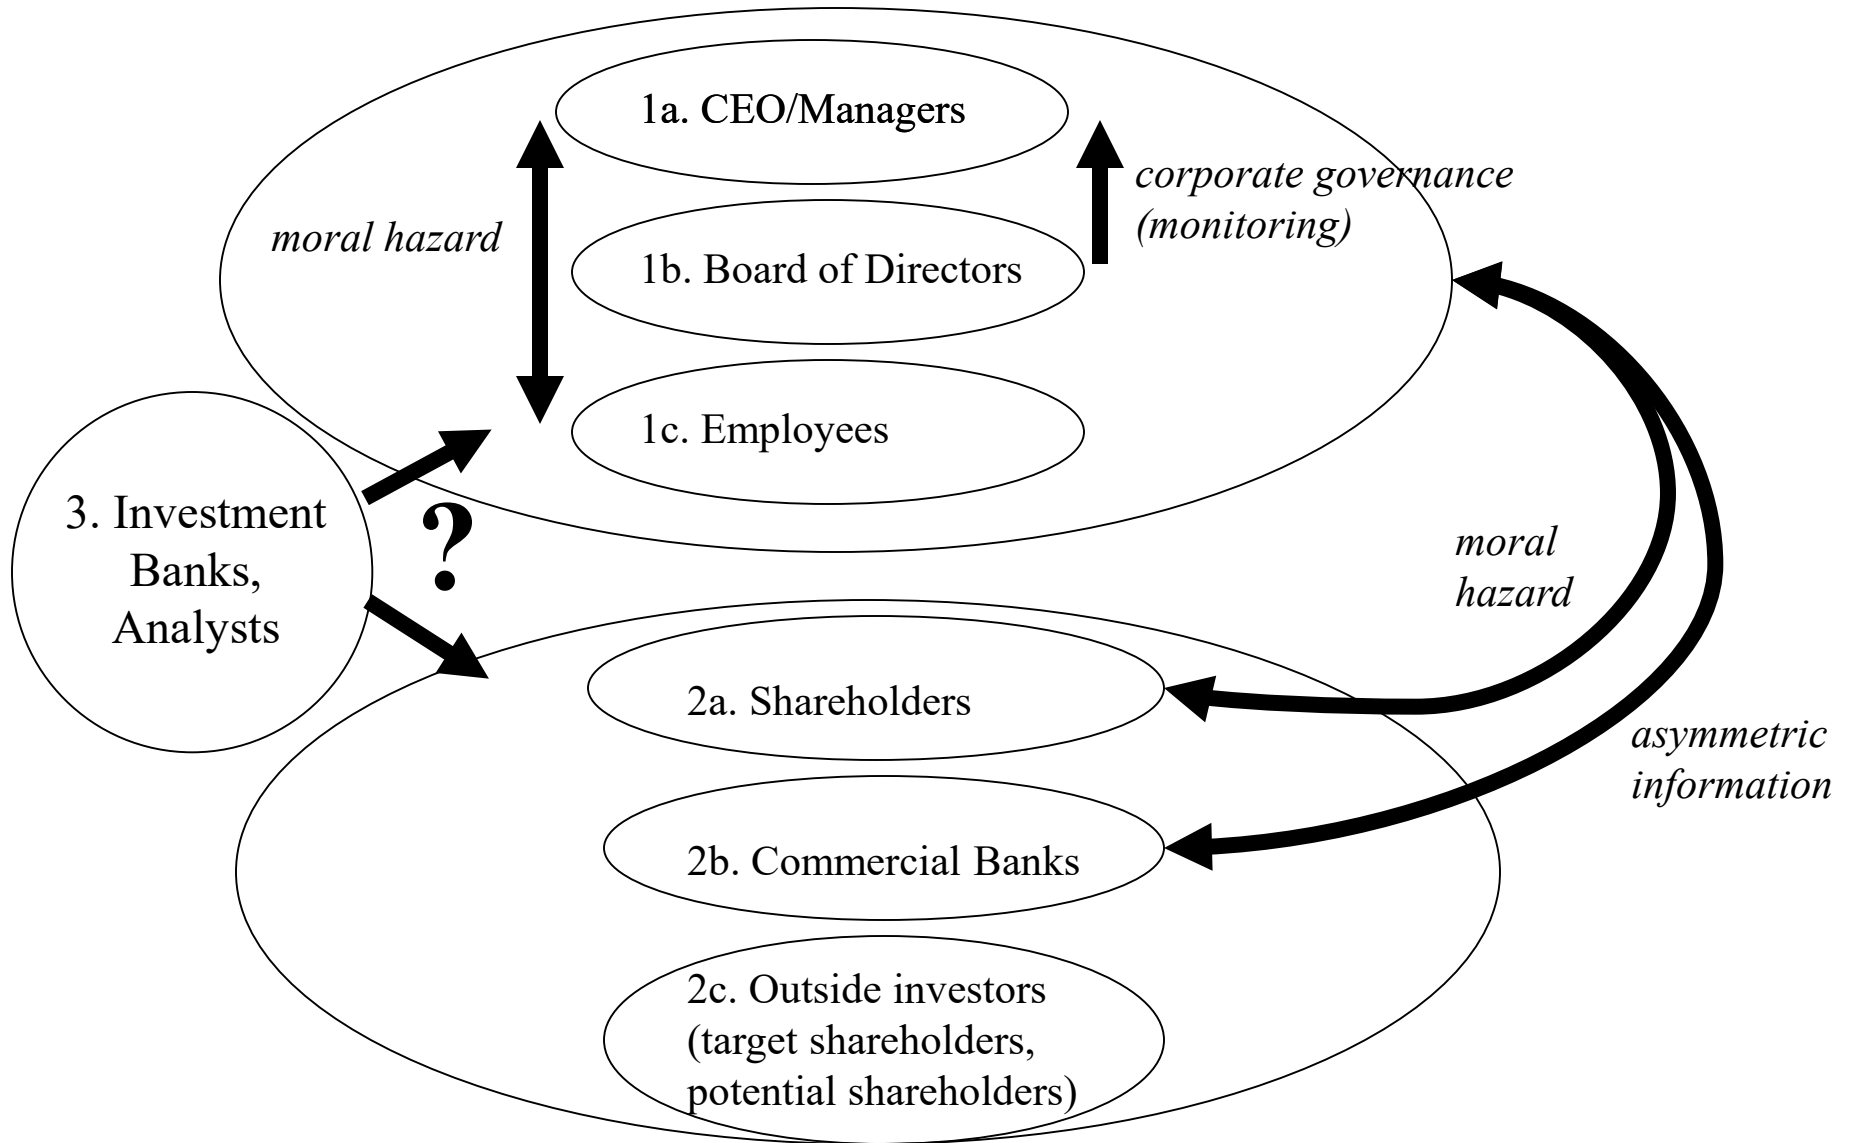 1a. CEO/Managers
corporate governance
(monitoring)
moral hazard
1b. Board of Directors
1c. Employees
3. Investment
Banks,
Analysts
?
moral
hazard
2a. Shareholders
asymmetric
information
2b. Commercial Banks
2c. Outside investors
(target shareholders,
potential shareholders)